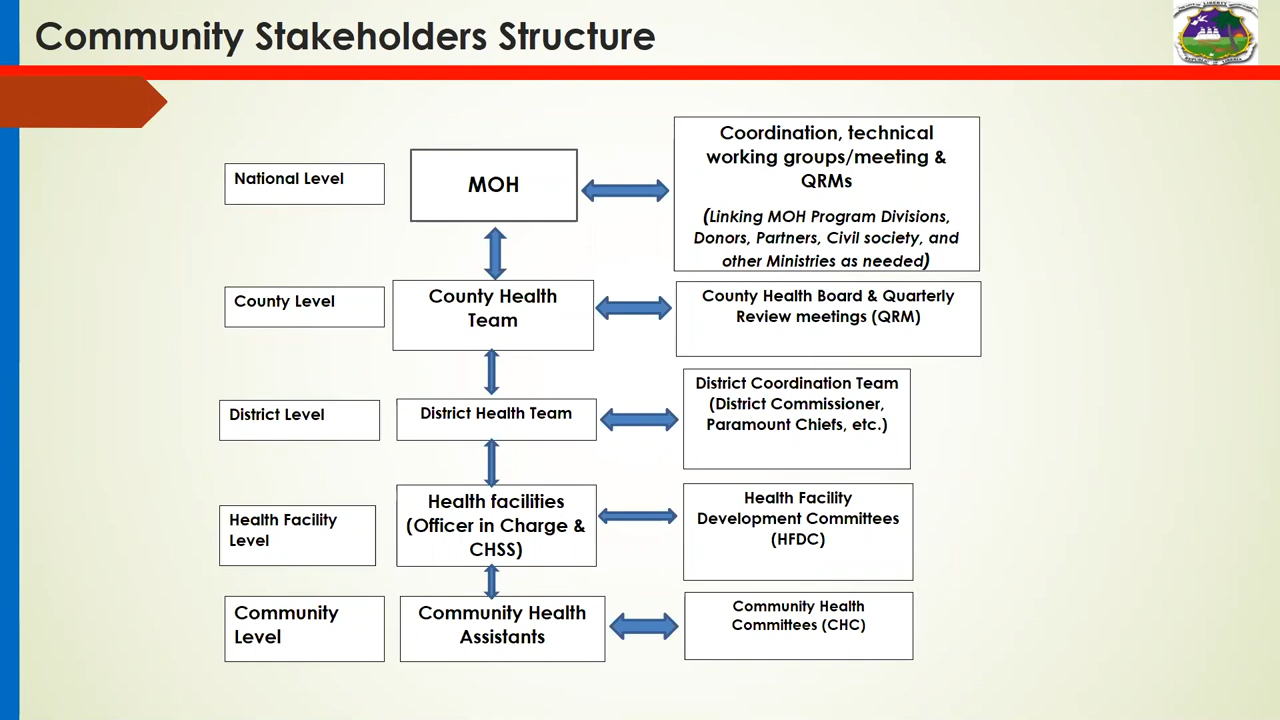 Community Stakeholders Structure
National Level
MOH
Coordination, technical
working groups/meeting &
QRMs
(Linking MOH Program Divisions,
Donors, Partners, Civil society, and
other Ministries as needed)
County Level
County Health
Team
County Health Board & Quarterly
Review meetings (QRM)
District Level
District Health Team
District Coordination Team
(District Commissioner,
Paramount Chiefs, etc.)
Health Facility
Level
Health facilities
(Officer in Charge &
CHSS)
Health Facility
Development Committees
(HFDC)
Community
Level
Community Health
Assistants
Community Health
Committees (CHC)